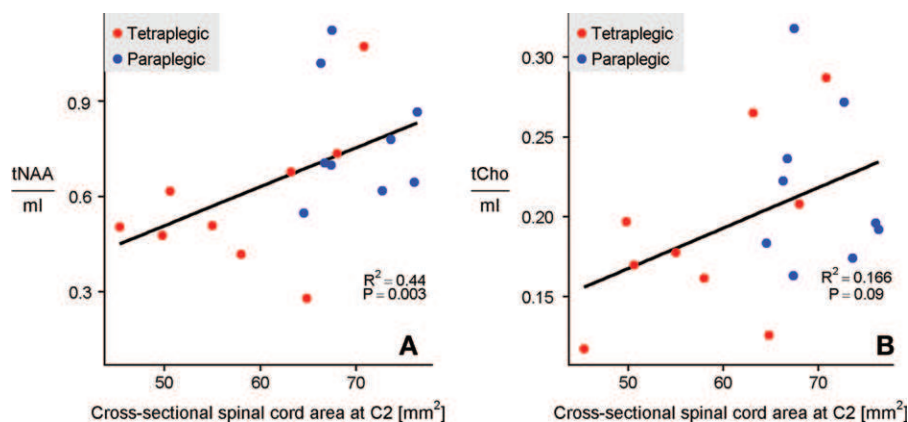 Tetraplegic
Paraplegic
0.9
0.6
0.3
tNAA
ml
R² = 0.44
P = 0.003
A
50 60 70
Cross-sectional spinal cord area at C2 [mm²]
Tetraplegic
Paraplegic
0.30
0.25
0.20
0.15
tCho
ml
R² = 0.166
P = 0.09
B
50 60 70
Cross-sectional spinal cord area at C2 [mm²]